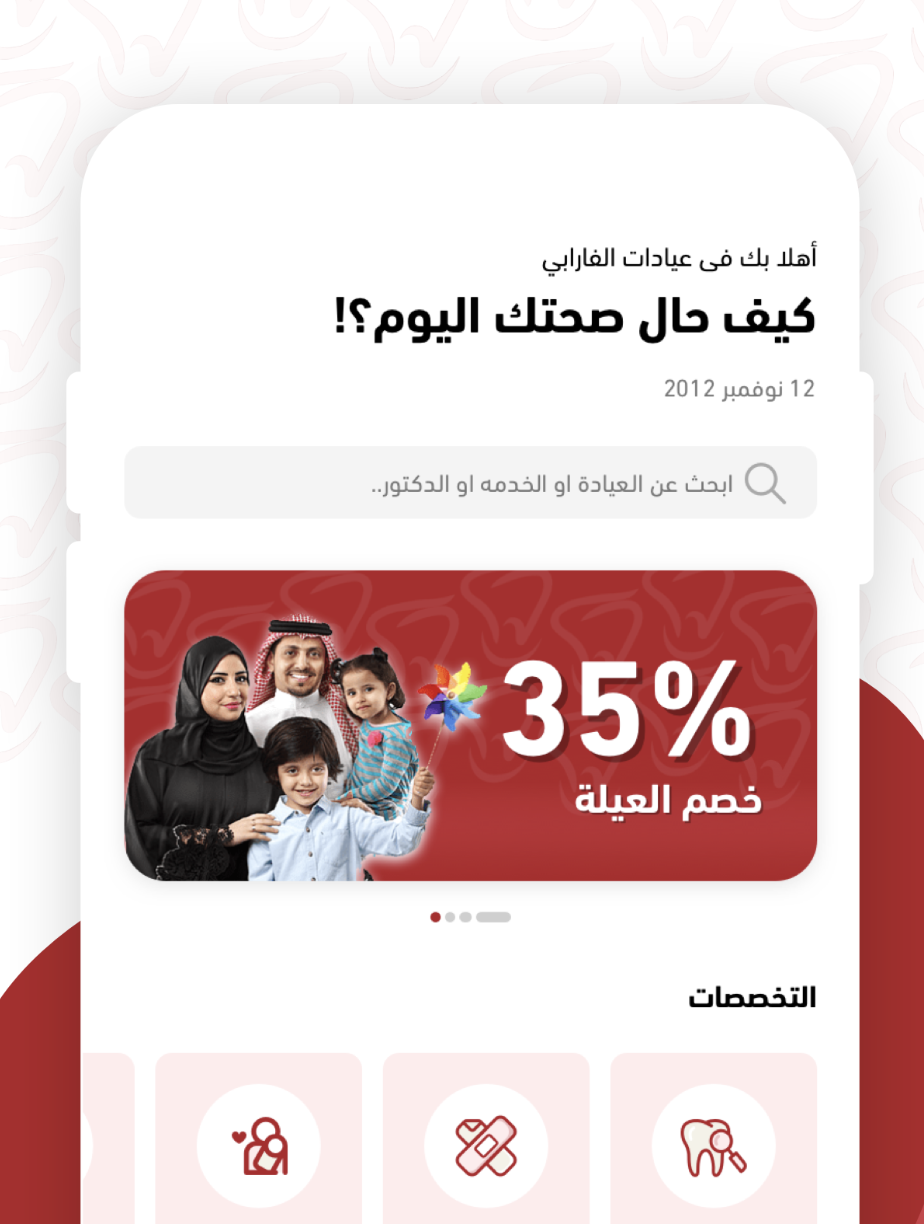 أهلا بك فى عيادات الفارابي
كيف حال صحتك اليوم؟!
12 نوفمبر 2012
ابحث عن العيادة او الخدمه او الدكتور..
35%
خصم العيلة
التخصصات